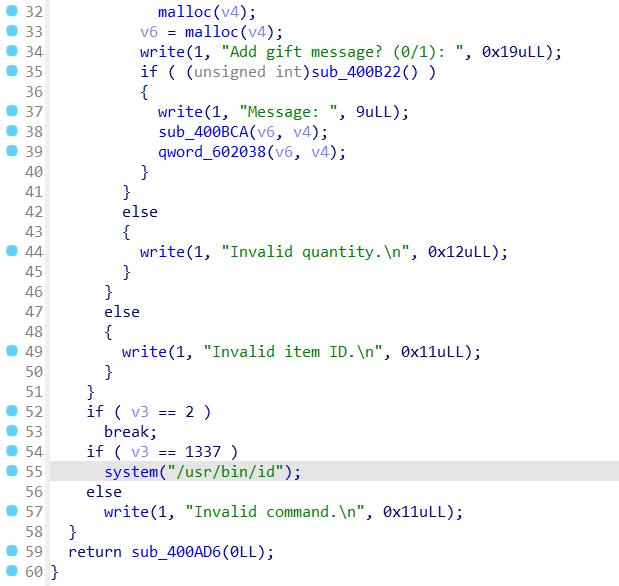 32 malloc(v4);
33 v6 = malloc(v4);
34 write(1, "Add gift message? (0/1): ", 0x19uLL);
35 if ( (unsigned int)sub_400B22() )
36 {
37 write(1, "Message: ", 9uLL);
38 sub_400BCA(v6, v4);
39 qword_602038(v6, v4);
40 }
41 }
42 else
43 {
44 write(1, "Invalid quantity.\n", 0x12uLL);
45 }
46 }
47 else
48 {
49 write(1, "Invalid item ID.\n", 0x11uLL);
50 }
51 }
52 if ( v3 == 2 )
53 break;
54 if ( v3 == 1337 )
55 system("/usr/bin/id");
56 else
57 write(1, "Invalid command.\n", 0x11uLL);
58 }
59 return sub_400AD6(0LL);
60 }